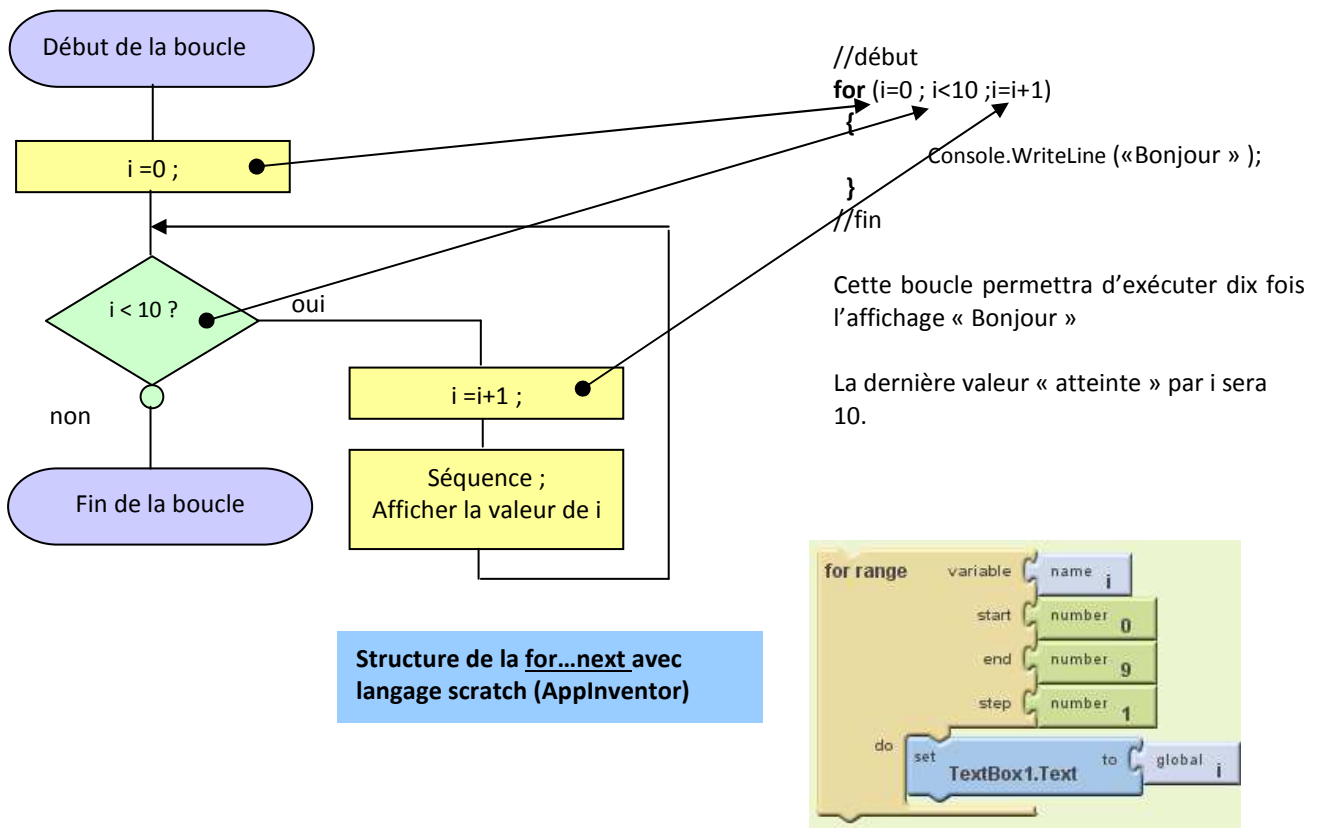 Début de la boucle
i =0 ;
i < 10 ?
oui
non
i =i+1 ;
Séquence ;
Afficher la valeur de i
Fin de la boucle
//début
for (i=0 ; i<10 ;i=i+1)
{
Console.WriteLine («Bonjour » );
}
//fin
Cette boucle permettra d'exécuter dix fois
l'affichage « Bonjour »
La dernière valeur « atteinte » par i sera
10.
Structure de la for…next avec
langage scratch (AppInventor)
for range variable name i
start number 0
end number 9
step number 1
do set TextBox1.Text to global i